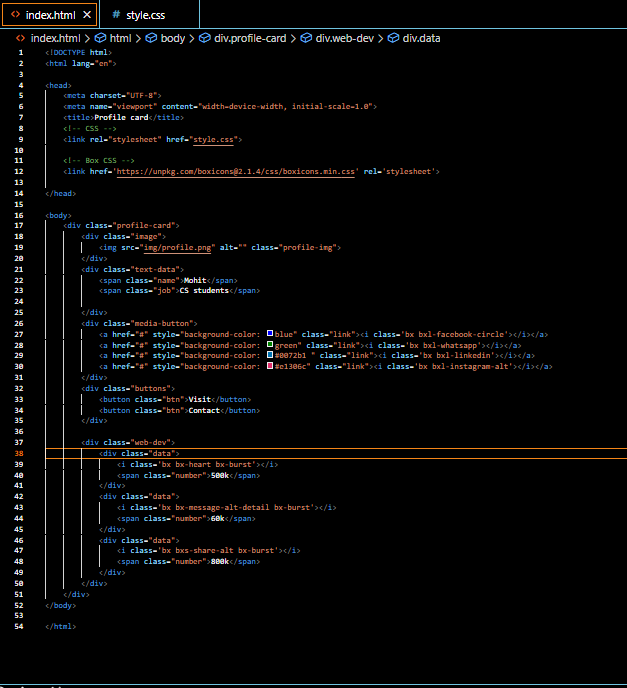 index.html × # style.css
index.html > html > body > div.profile-card > div.web-dev > div.data
1 <!DOCTYPE html>
2 <html lang="en">
3
4 <head>
5 <meta charset="UTF-8">
6 <meta name="viewport" content="width=device-width, initial-scale=1.0">
7 <title>Profile card</title>
8 <!-- CSS -->
9 <link rel="stylesheet" href="style.css">
10
11 <!-- Box CSS -->
12 <link href='https://unpkg.com/boxicons@2.1.4/css/boxicons.min.css' rel='stylesheet'>
13
14 </head>
15
16 <body>
17 <div class="profile-card">
18 <div class="image">
19 <img src="img/profile.png" alt="" class="profile-img">
20 </div>
21 <div class="text-data">
22 <span class="name">Mohit</span>
23 <span class="job">CS students</span>
24
25 </div>
26 <div class="media-button">
27 <a href="#" style="background-color: blue" class="link"><i class='bx bxl-facebook-circle'></i></a>
28 <a href="#" style="background-color: green" class="link"><i class='bx bxl-whatsapp'></i></a>
29 <a href="#" style="background-color: #0072b1 " class="link"><i class='bx bxl-linkedin'></i></a>
30 <a href="#" style="background-color: #e1306c" class="link"><i class='bx bxl-instagram-alt'></i></a>
31 </div>
32 <div class="buttons">
33 <button class="btn">Visit</button>
34 <button class="btn">Contact</button>
35 </div>
36
37 <div class="web-dev">
38 <div class="data">
39 <i class='bx bx-heart bx-burst'></i>
40 <span class="number">500k</span>
41 </div>
42 <div class="data">
43 <i class='bx bx-message-alt-detail bx-burst'></i>
44 <span class="number">60k</span>
45 </div>
46 <div class="data">
47 <i class='bx bxs-share-alt bx-burst'></i>
48 <span class="number">800k</span>
49 </div>
50 </div>
51 </div>
52 </body>
53
54 </html>